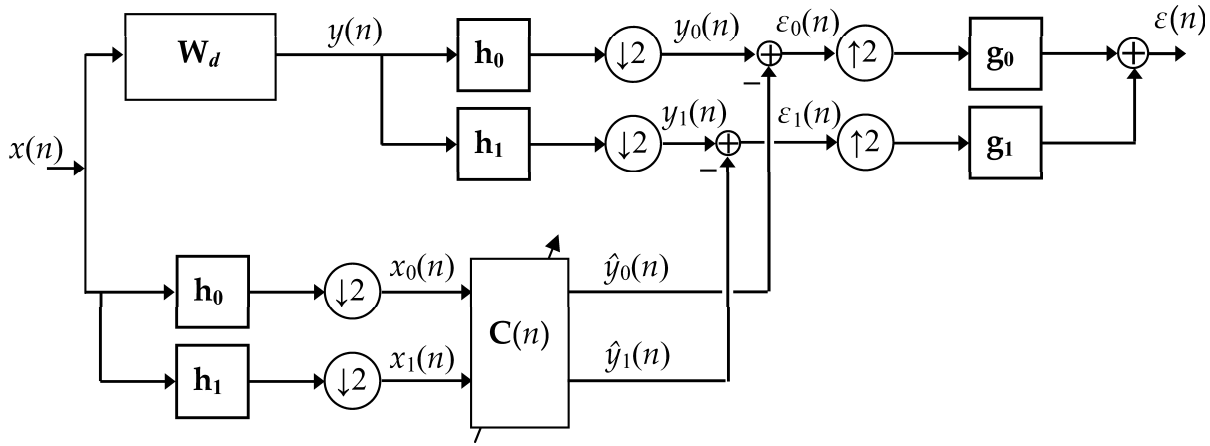 W_d
y(n)
h₀
↓2
y₀(n)
ε₀(n)
↑2
g₀
ε(n)
−
x(n)
h₁
↓2
y₁(n)
ε₁(n)
↑2
g₁
−
h₀
↓2
x₀(n)
C(n)
ŷ₀(n)
h₁
↓2
x₁(n)
ŷ₁(n)